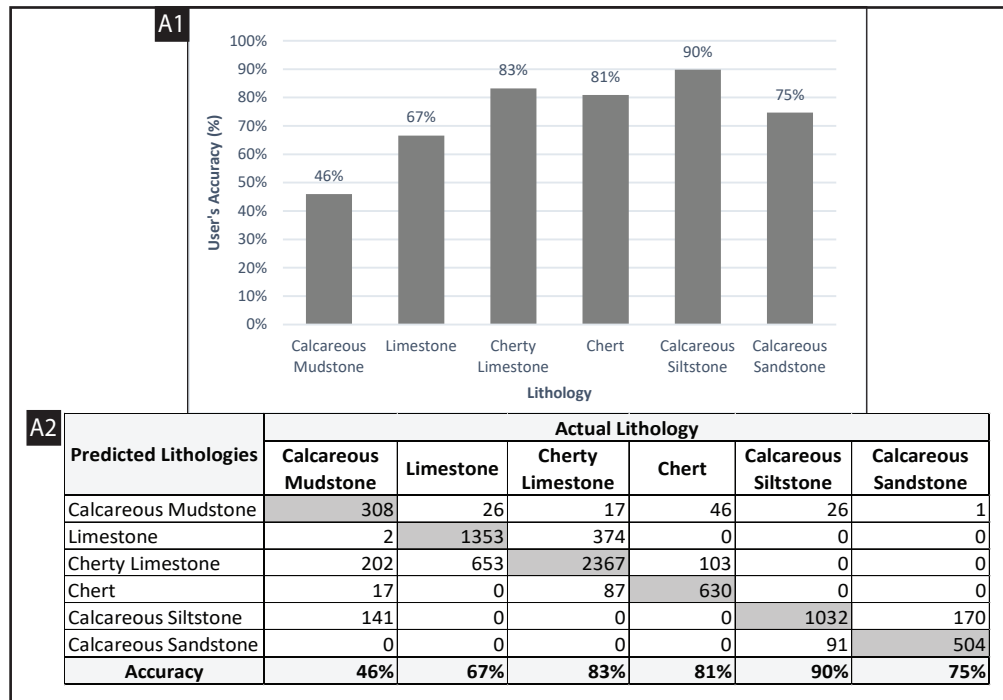 A1
100%
90%
80%
70%
60%
50%
40%
30%
20%
10%
0%
User's Accuracy (%)
46%
67%
83%
81%
90%
75%
Calcareous Mudstone
Limestone
Cherty Limestone
Chert
Calcareous Siltstone
Calcareous Sandstone
Lithology
A2
Predicted Lithologies
Actual Lithology
Calcareous Mudstone
Limestone
Cherty Limestone
Chert
Calcareous Siltstone
Calcareous Sandstone
Calcareous Mudstone 308 26 17 46 26 1
Limestone 2 1353 374 0 0 0
Cherty Limestone 202 653 2367 103 0 0
Chert 17 0 87 630 0 0
Calcareous Siltstone 141 0 0 0 1032 170
Calcareous Sandstone 0 0 0 0 91 504
Accuracy 46% 67% 83% 81% 90% 75%